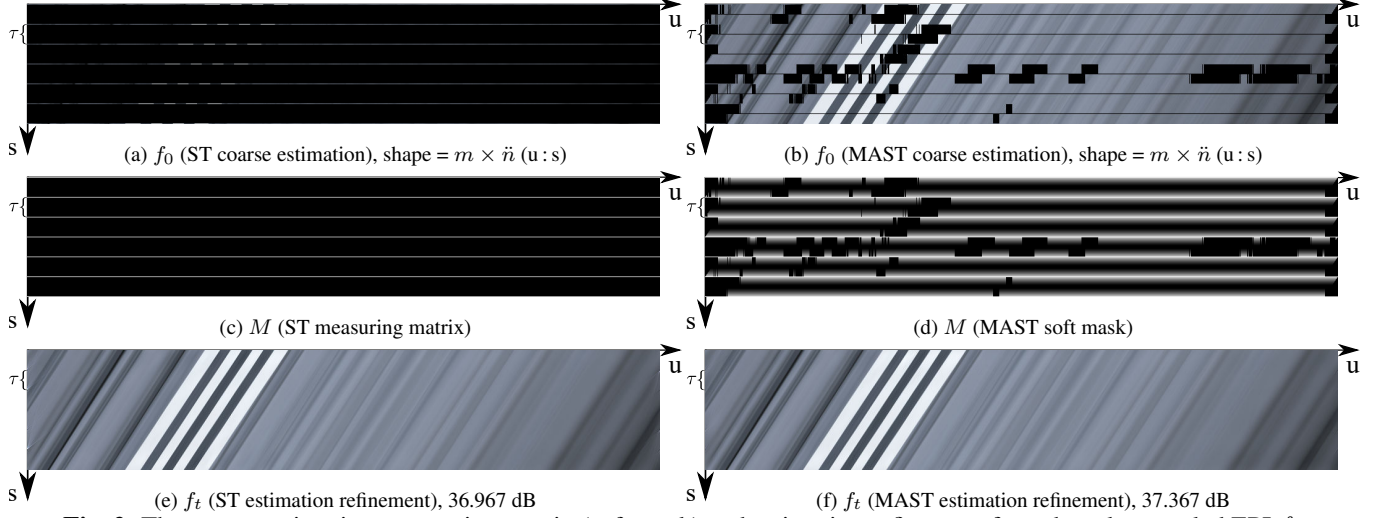 u
τ{
s
(a) f₀ (ST coarse estimation), shape = m × n̈ (u : s)
u
τ{
s
(b) f₀ (MAST coarse estimation), shape = m × n̈ (u : s)
u
τ{
s
(c) M (ST measuring matrix)
u
τ{
s
(d) M (MAST soft mask)
u
τ{
s
(e) fₜ (ST estimation refinement), 36.967 dB
u
τ{
s
(f) fₜ (MAST estimation refinement), 37.367 dB